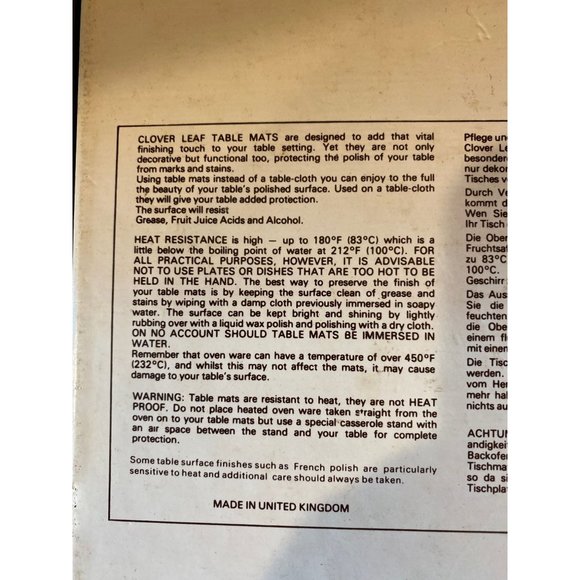 CLOVER LEAF TABLE MATS are designed to add that vital
finishing touch to your table setting. Yet they are not only
decorative but functional too, protecting the polish of your table
from marks and stains.
Using table mats instead of a table-cloth you can enjoy to the full
the beauty of your table's polished surface. Used on a table-cloth
they will give your table added protection.
The surface will resist
Grease, Fruit Juice Acids and Alcohol.
HEAT RESISTANCE is high — up to 180°F (83°C) which is a
little below the boiling point of water at 212°F (100°C). FOR
ALL PRACTICAL PURPOSES, HOWEVER, IT IS ADVISABLE
NOT TO USE PLATES OR DISHES THAT ARE TOO HOT TO BE
HELD IN THE HAND. The best way to preserve the finish of
your table mats is by keeping the surface clean of grease and
stains by wiping with a damp cloth previously immersed in soapy
water. The surface can be kept bright and shining by lightly
rubbing over with a liquid wax polish and polishing with a dry cloth.
ON NO ACCOUNT SHOULD TABLE MATS BE IMMERSED IN
WATER.
Remember that oven ware can have a temperature of over 450°F
(232°C), and whilst this may not affect the mats, it may cause
damage to your table's surface.
WARNING: Table mats are resistant to heat, they are not HEAT
PROOF. Do not place heated oven ware taken straight from the
oven on to your table mats but use a special casserole stand with
an air space between the stand and your table for complete
protection.
Some table surface finishes such as French polish are particularly
sensitive to heat and additional care should always be taken.
MADE IN UNITED KINGDOM
Pflege un
Clover Le
besondere
nur dekor
Tisches v
Durch Ve
kommt d
Wen Sie
Ihr Tisch
Die Ober
Fruchtsaf
zu 83°C
100°C.
Geschirr
Das Aus
Sie die
feuchten
die Obe
einem fl
mit einen
Die Tisc
werden.
vom Her
mehr hal
nichts au
ACHTUN
andigkeit
Backofen
Tischmat
so da si
Tischplat